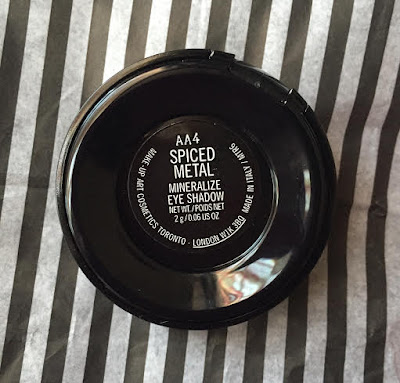 AA4
SPICED
METAL
MINERALIZE
EYE SHADOW
NET WT./POIDS NET
2 g/0.06 US OZ
MAKE-UP ART COSMETICS TORONTO · LONDON W1K 3BQ MADE IN ITALY/MTR6